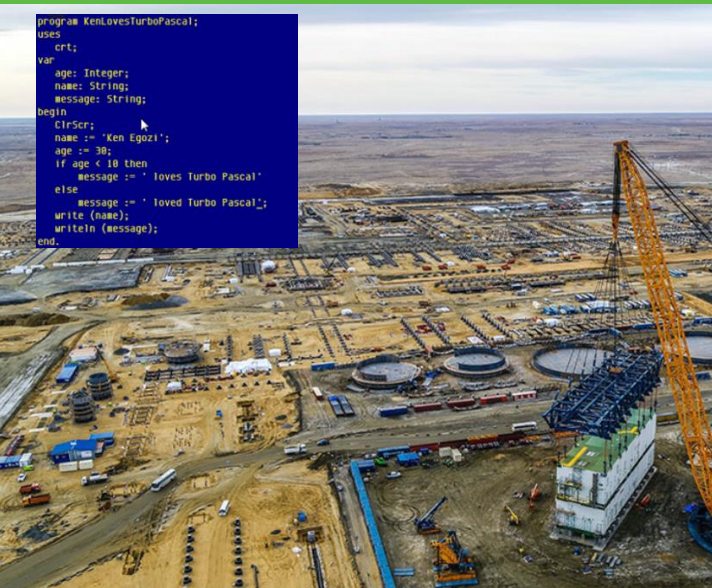 program KenLovesTurboPascal;
uses
crt;
var
age: Integer;
name: String;
message: String;
begin
ClrScr;
name := 'Ken Egozi';
age := 30;
if age < 10 then
message := ' loves Turbo Pascal'
else
message := ' loved Turbo Pascal';
write (name);
writeln (message);
end.